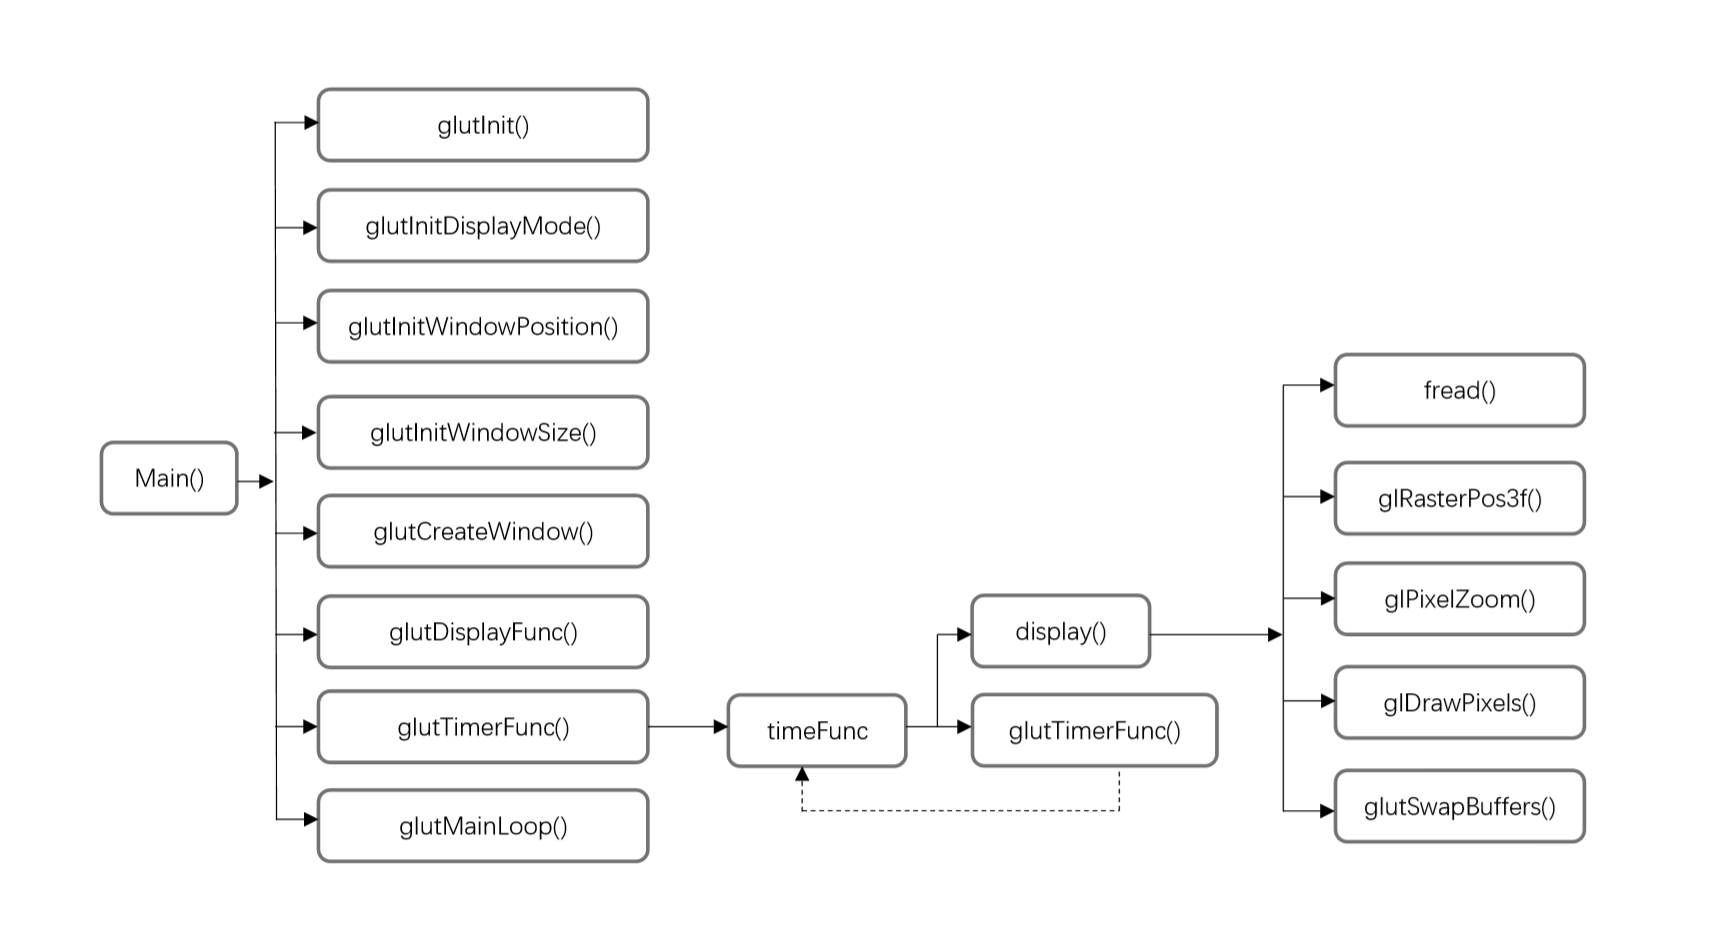 Main()
glutInit()
glutInitDisplayMode()
glutInitWindowPosition()
glutInitWindowSize()
glutCreateWindow()
glutDisplayFunc()
glutTimerFunc()
glutMainLoop()
timeFunc
display()
glutTimerFunc()
fread()
glRasterPos3f()
glPixelZoom()
glDrawPixels()
glutSwapBuffers()